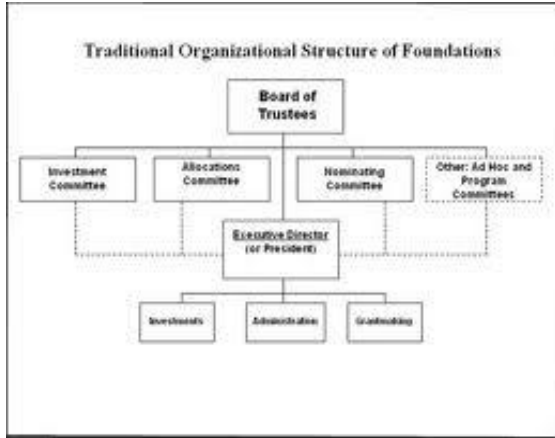 Traditional Organizational Structure of Foundations
Board of
Trustees
Investment
Committee
Allocations
Committee
Nominating
Committee
Other: Ad Hoc and
Program
Committees
Executive Director
(or President)
Investments
Administration
Grantmaking